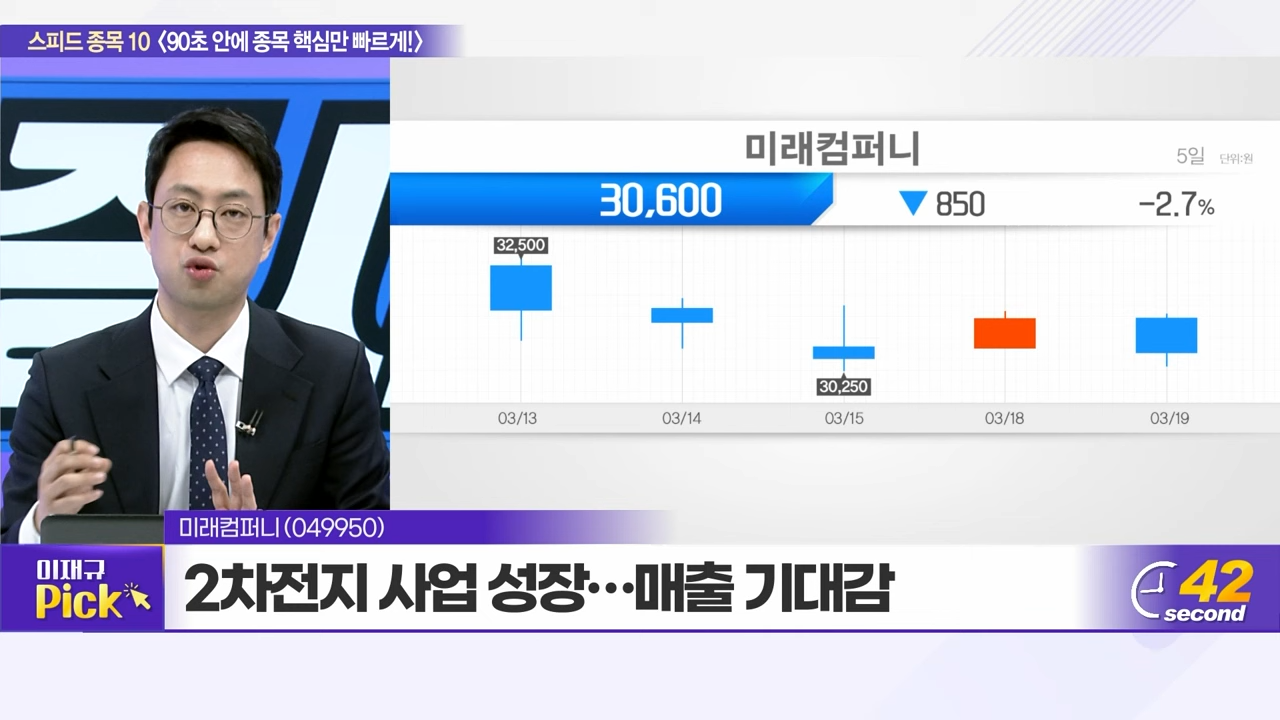 스피드 종목 10 〈90초 안에 종목 핵심만 빠르게!〉
미래컴퍼니
5일 단위:원
30,600 ▼ 850 -2.7%
32,500
30,250
03/13 03/14 03/15 03/18 03/19
미래컴퍼니 (049950)
이재규
Pick
2차전지 사업 성장…매출 기대감
42
second